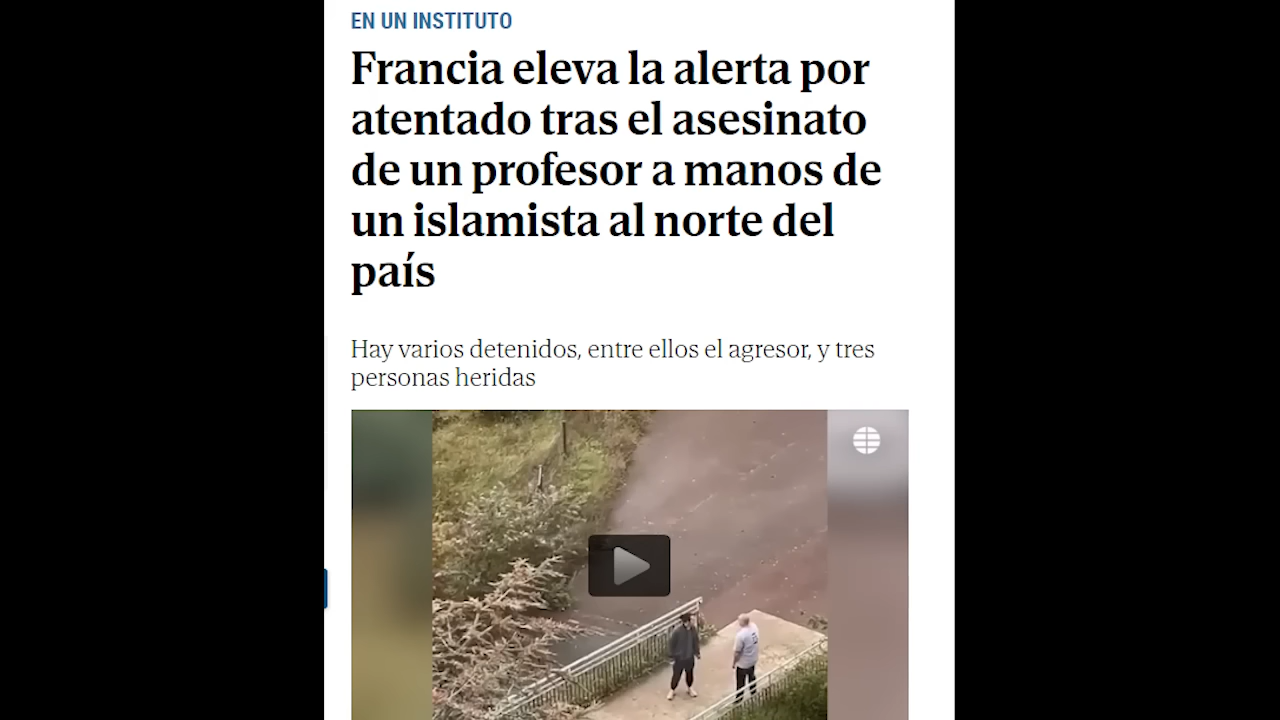 EN UN INSTITUTO
Francia eleva la alerta por
atentado tras el asesinato
de un profesor a manos de
un islamista al norte del
país
Hay varios detenidos, entre ellos el agresor, y tres
personas heridas